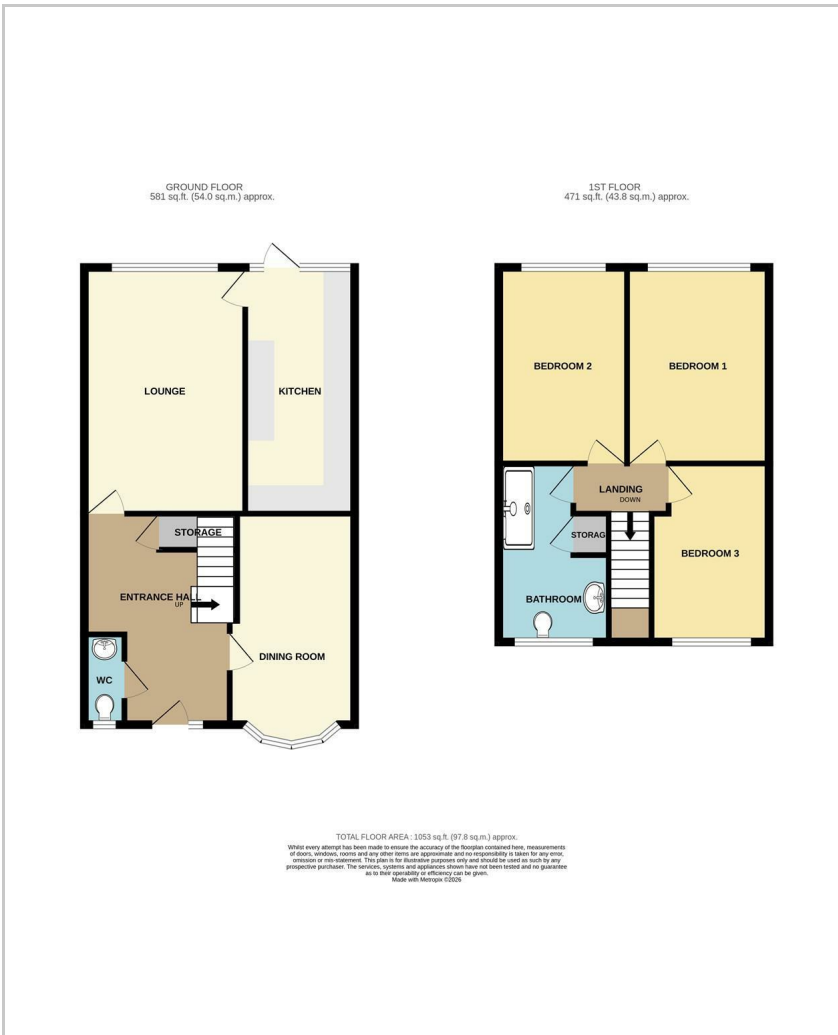 GROUND FLOOR
581 sq.ft. (54.0 sq.m.) approx.
1ST FLOOR
471 sq.ft. (43.8 sq.m.) approx.
LOUNGE
KITCHEN
STORAGE
ENTRANCE HALL
UP
WC
DINING ROOM
BEDROOM 2
BEDROOM 1
LANDING
DOWN
STORAG
BEDROOM 3
BATHROOM
TOTAL FLOOR AREA : 1053 sq.ft. (97.8 sq.m.) approx.
Whilst every attempt has been made to ensure the accuracy of the floorplan contained here, measurements
of doors, windows, rooms and any other items are approximate and no responsibility is taken for any error,
omission or mis-statement. This plan is for illustrative purposes only and should be used as such by any
prospective purchaser. The services, systems and appliances shown have not been tested and no guarantee
as to their operability or efficiency can be given.
Made with Metropix ©2026